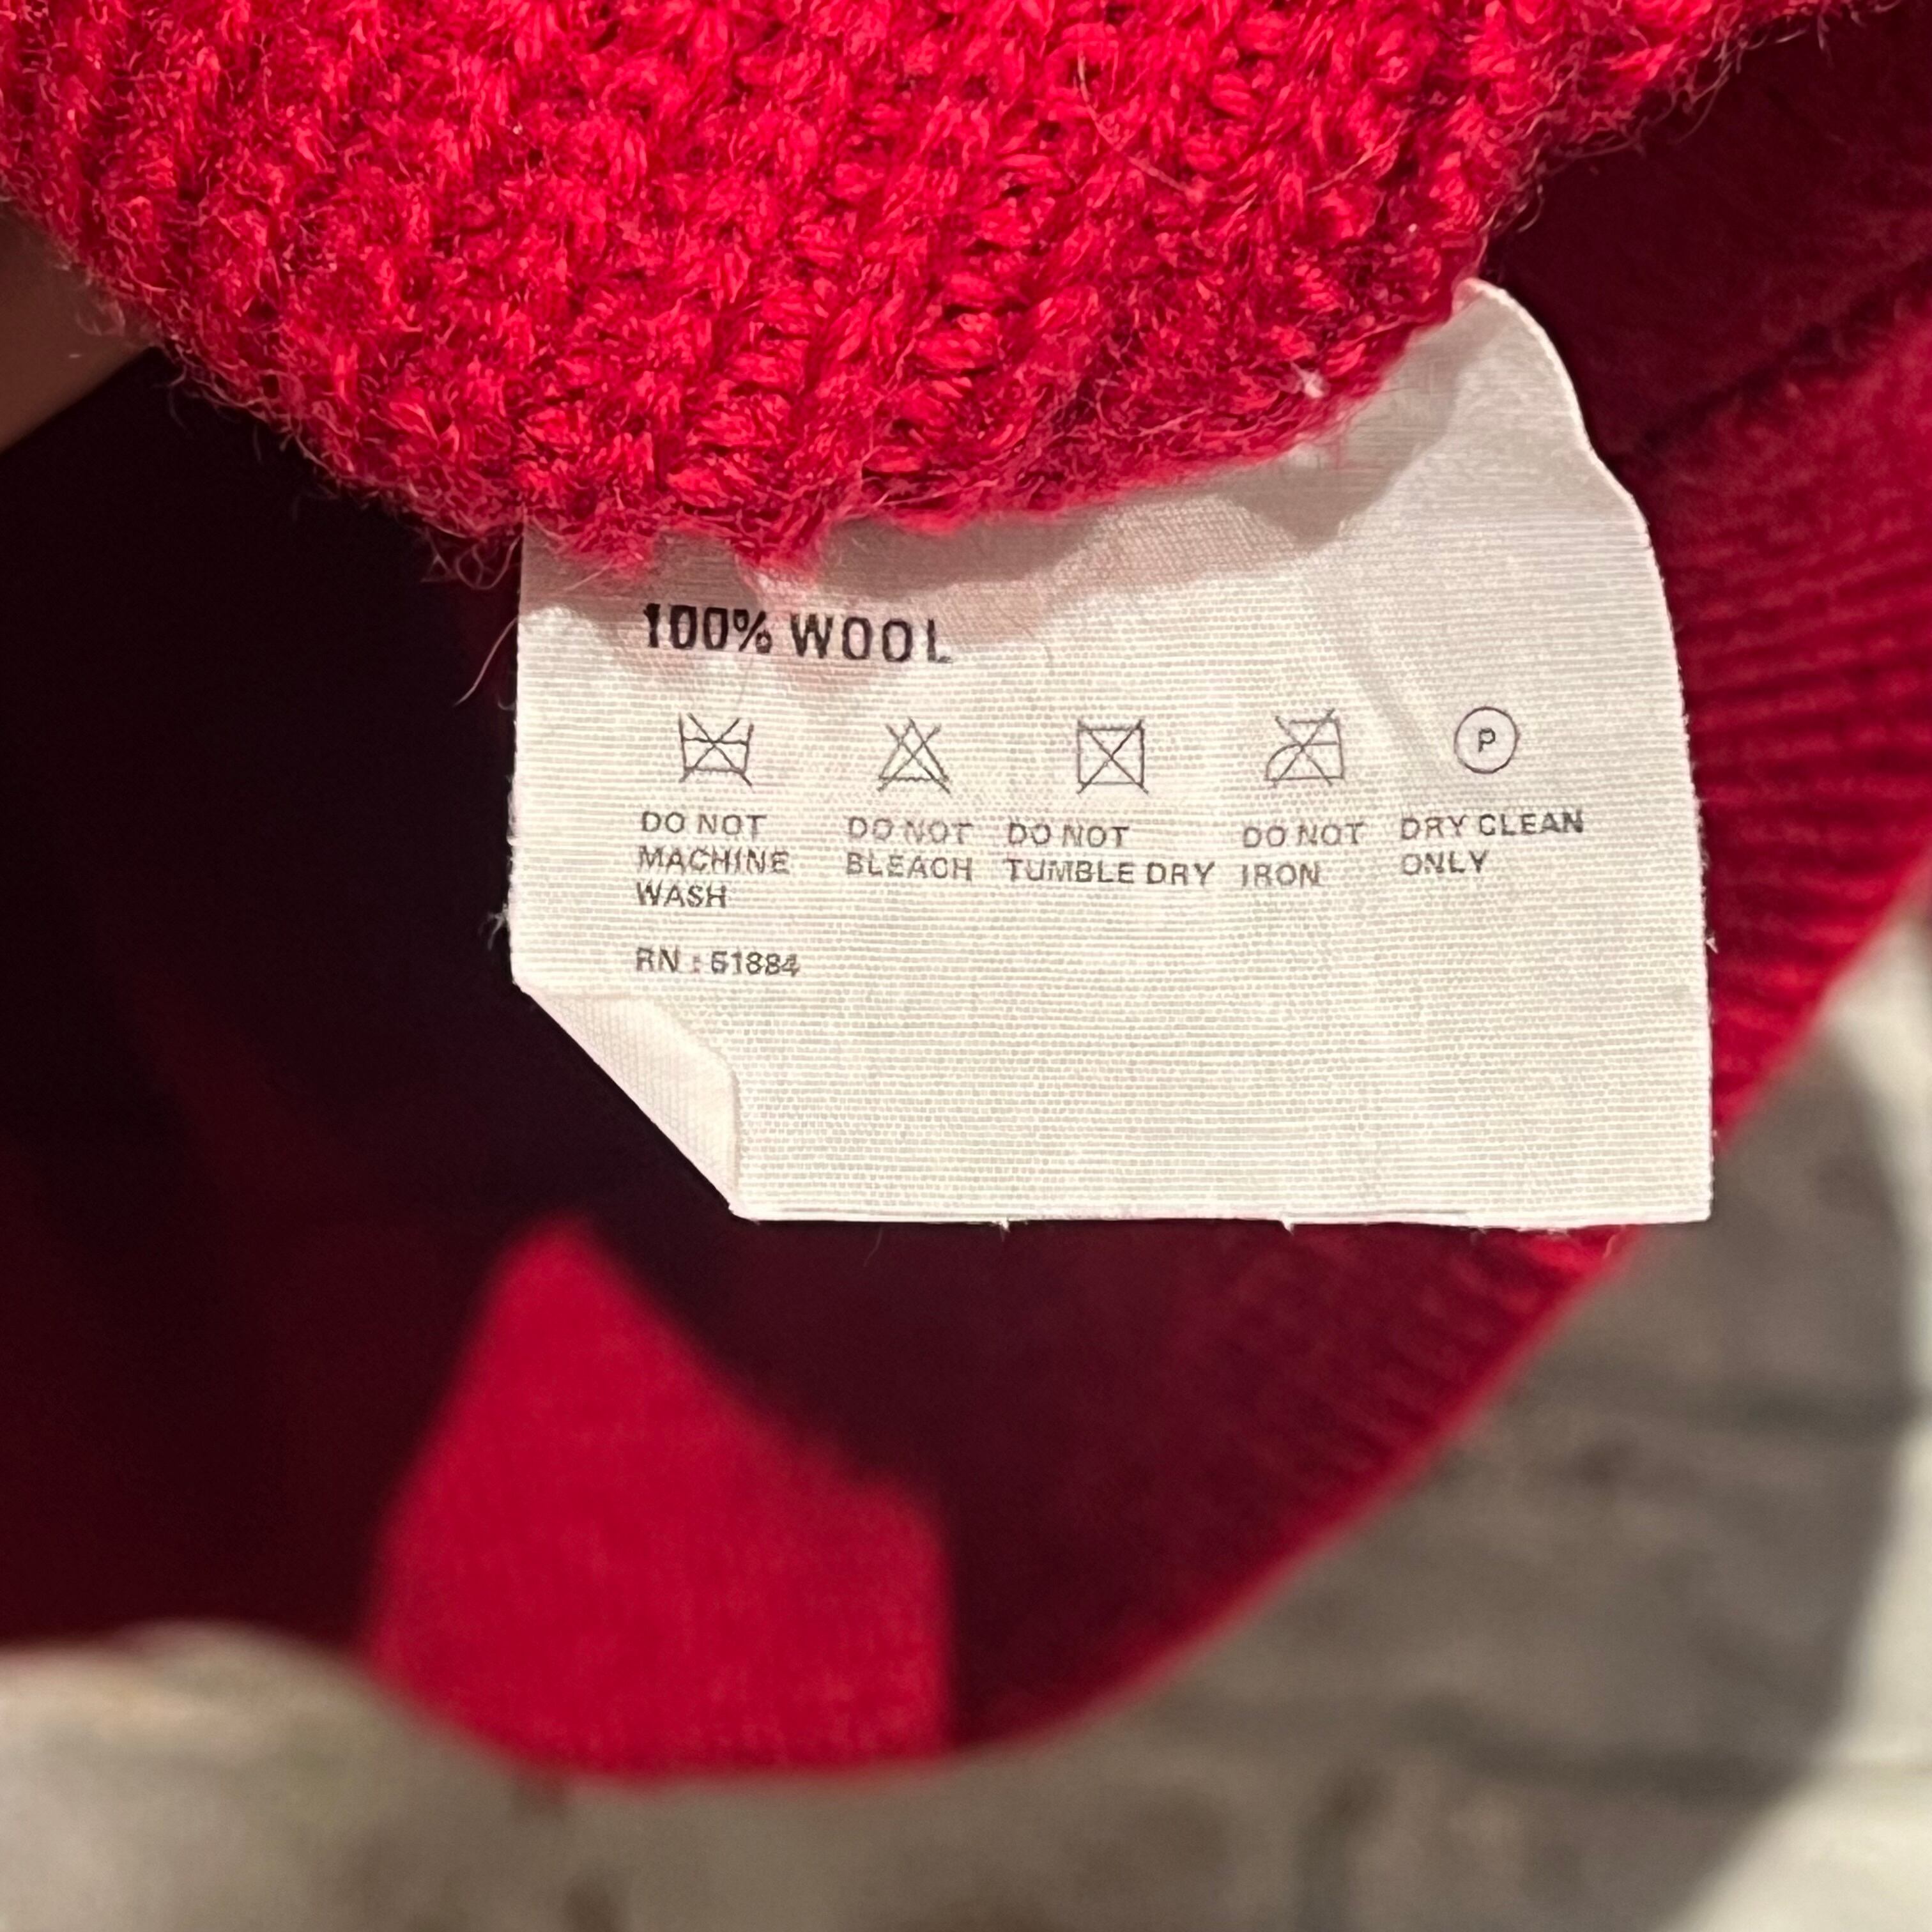 100% WOOL
P
DO NOT MACHINE WASH
DO NOT BLEACH
DO NOT TUMBLE DRY
DO NOT IRON
DRY CLEAN ONLY
RN : 51884